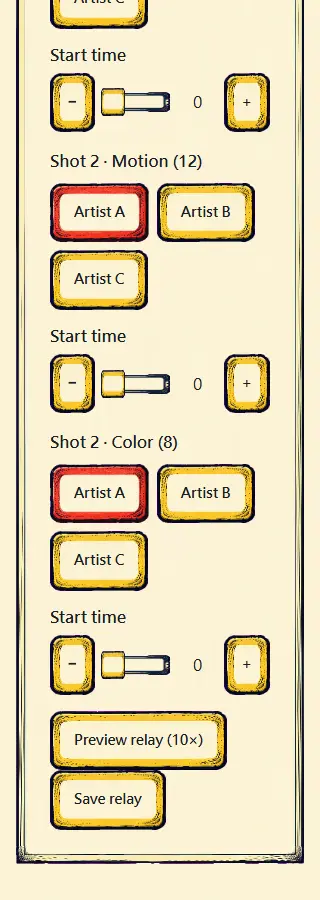 Artist C
Start time
− 0 +
Shot 2 · Motion (12)
Artist A Artist B
Artist C
Start time
− 0 +
Shot 2 · Color (8)
Artist A Artist B
Artist C
Start time
− 0 +
Preview relay (10×)
Save relay